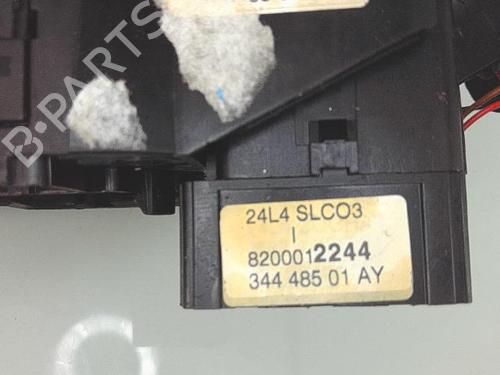 B-PARTS
24L4 SLCO3
I
8200012244
344 485 01 AY